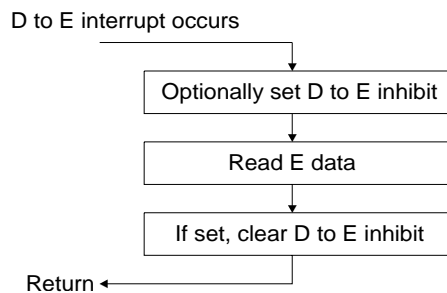 D to E interrupt occurs
Optionally set D to E inhibit
Read E data
If set, clear D to E inhibit
Return